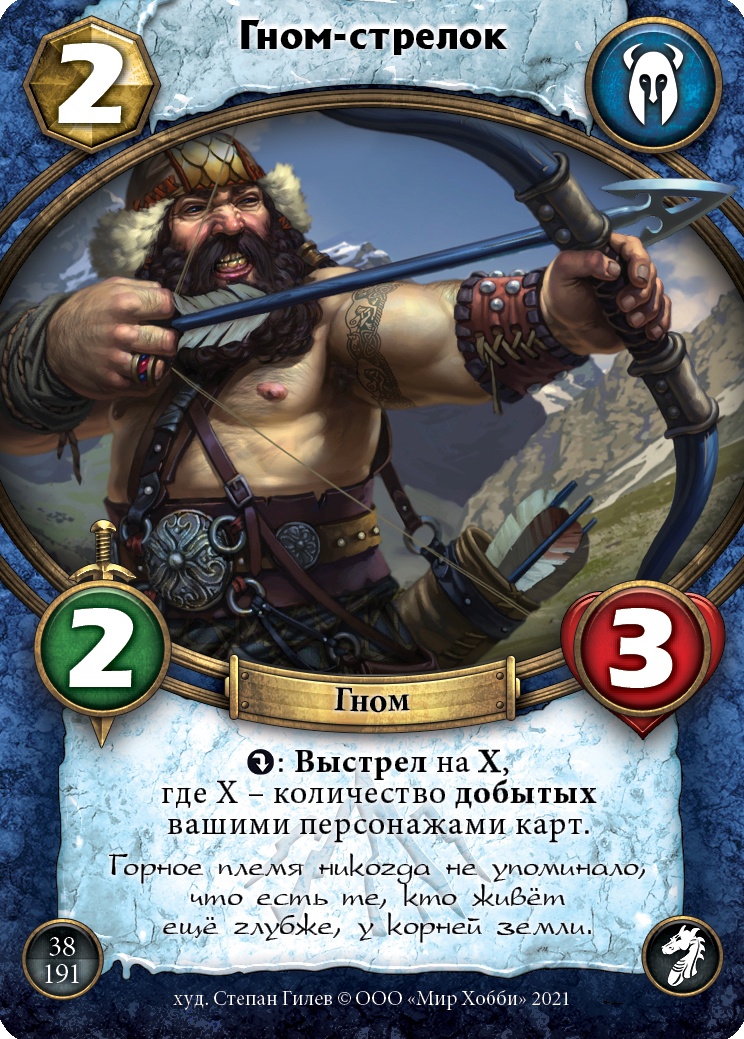 Гном-стрелок
2
2
3
Гном
: Выстрел на X,
где X – количество добытых
вашими персонажами карт.
Горное племя никогда не упоминало,
что есть те, кто живёт
ещё глубже, у корней земли.
38
191
худ. Степан Гилев © ООО «Мир Хобби» 2021